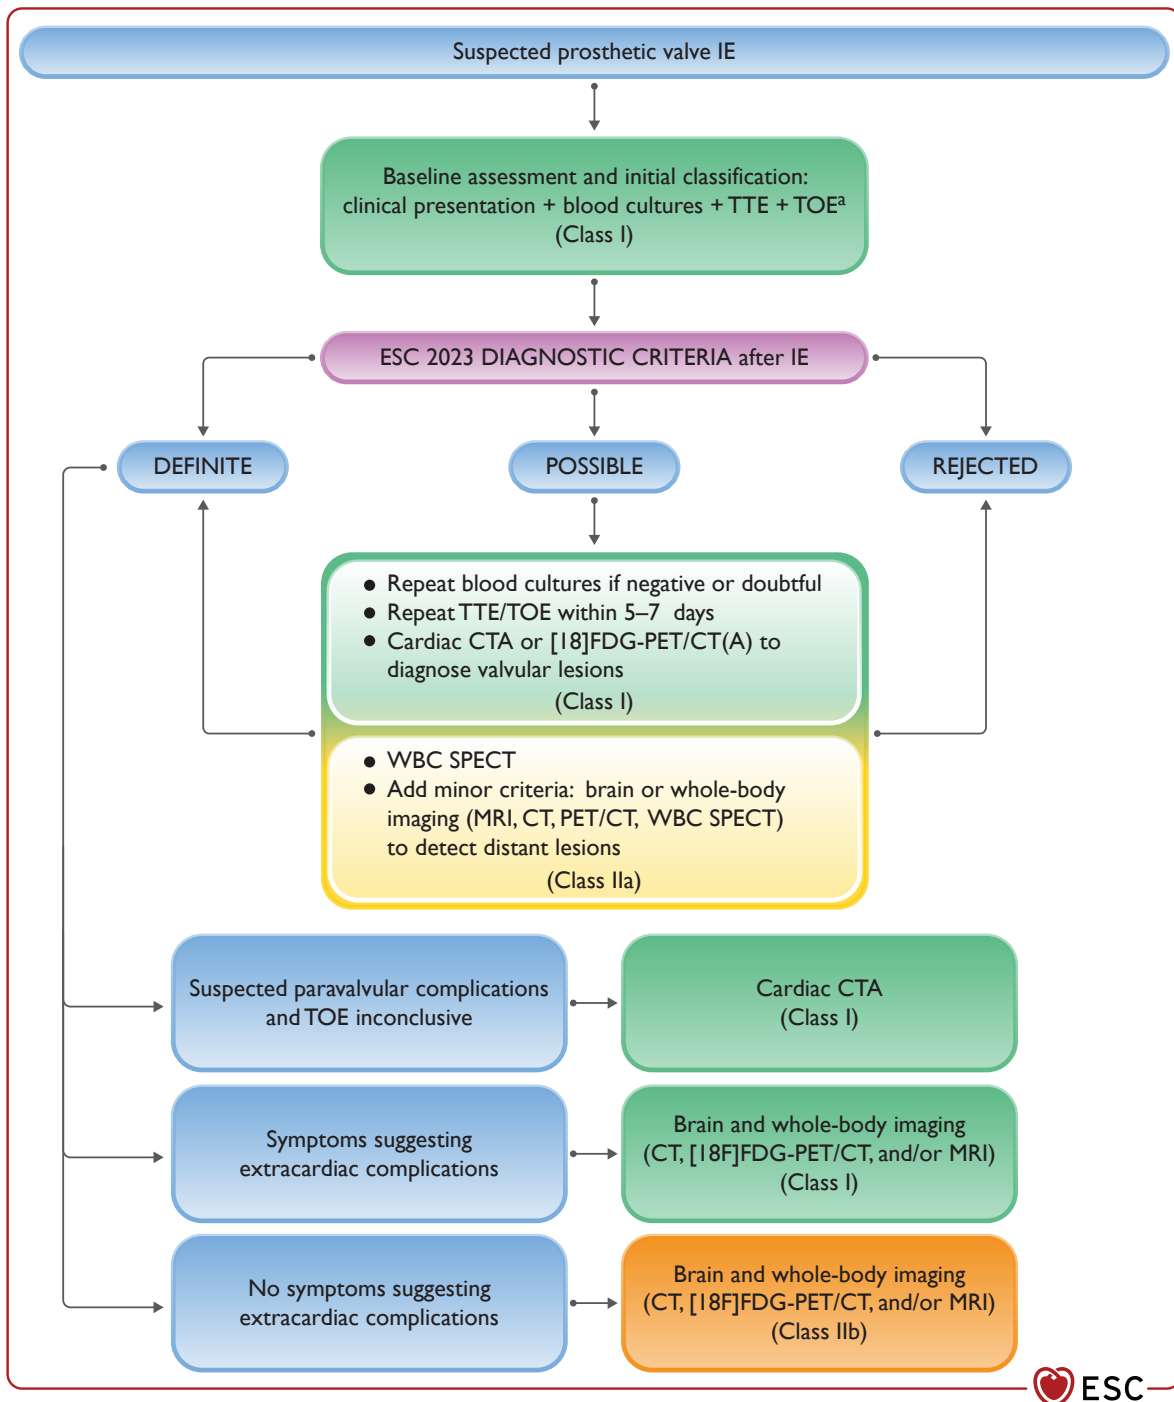 Suspected prosthetic valve IE
Baseline assessment and initial classification:
clinical presentation + blood cultures + TTE + TOEᵃ
(Class I)
ESC 2023 DIAGNOSTIC CRITERIA after IE
DEFINITE
POSSIBLE
REJECTED
● Repeat blood cultures if negative or doubtful
● Repeat TTE/TOE within 5–7 days
● Cardiac CTA or [18]FDG-PET/CT(A) to
diagnose valvular lesions
(Class I)
● WBC SPECT
● Add minor criteria: brain or whole-body
imaging (MRI, CT, PET/CT, WBC SPECT)
to detect distant lesions
(Class IIa)
Suspected paravalvular complications
and TOE inconclusive
Cardiac CTA
(Class I)
Symptoms suggesting
extracardiac complications
Brain and whole-body imaging
(CT, [18F]FDG-PET/CT, and/or MRI)
(Class I)
No symptoms suggesting
extracardiac complications
Brain and whole-body imaging
(CT, [18F]FDG-PET/CT, and/or MRI)
(Class IIb)
ESC